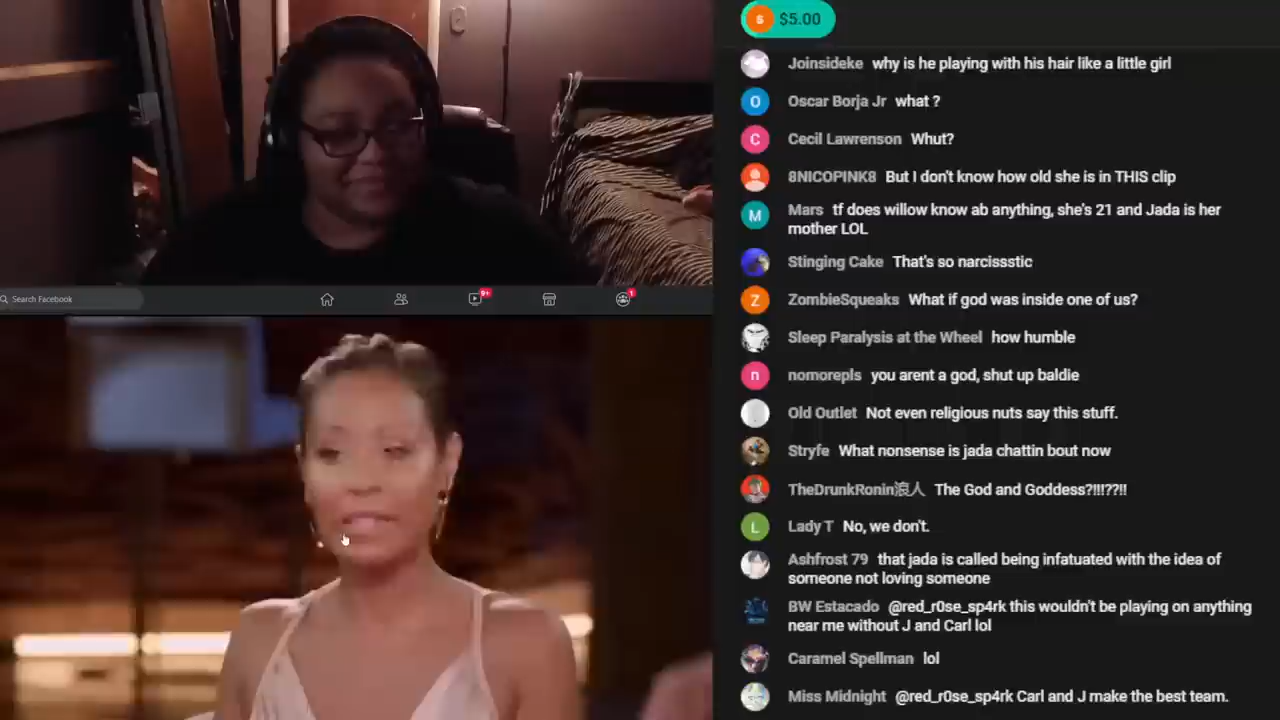 s $5.00
Joinsideke why is he playing with his hair like a little girl
O Oscar Borja Jr what ?
C Cecil Lawrenson Whut?
8NICOPINK8 But I don't know how old she is in THIS clip
M Mars tf does willow know ab anything, she's 21 and Jada is her
mother LOL
Stinging Cake That's so narcissstic
Z ZombieSqueaks What if god was inside one of us?
Sleep Paralysis at the Wheel how humble
n nomorepls you arent a god, shut up baldie
Old Outlet Not even religious nuts say this stuff.
Stryfe What nonsense is jada chattin bout now
TheDrunkRonin浪人 The God and Goddess?!!!??!!
L Lady T No, we don't.
Ashfrost 79 that jada is called being infatuated with the idea of
someone not loving someone
BW Estacado @red_r0se_sp4rk this wouldn't be playing on anything
near me without J and Carl lol
Caramel Spellman lol
Miss Midnight @red_r0se_sp4rk Carl and J make the best team.
Search Facebook
9+
1